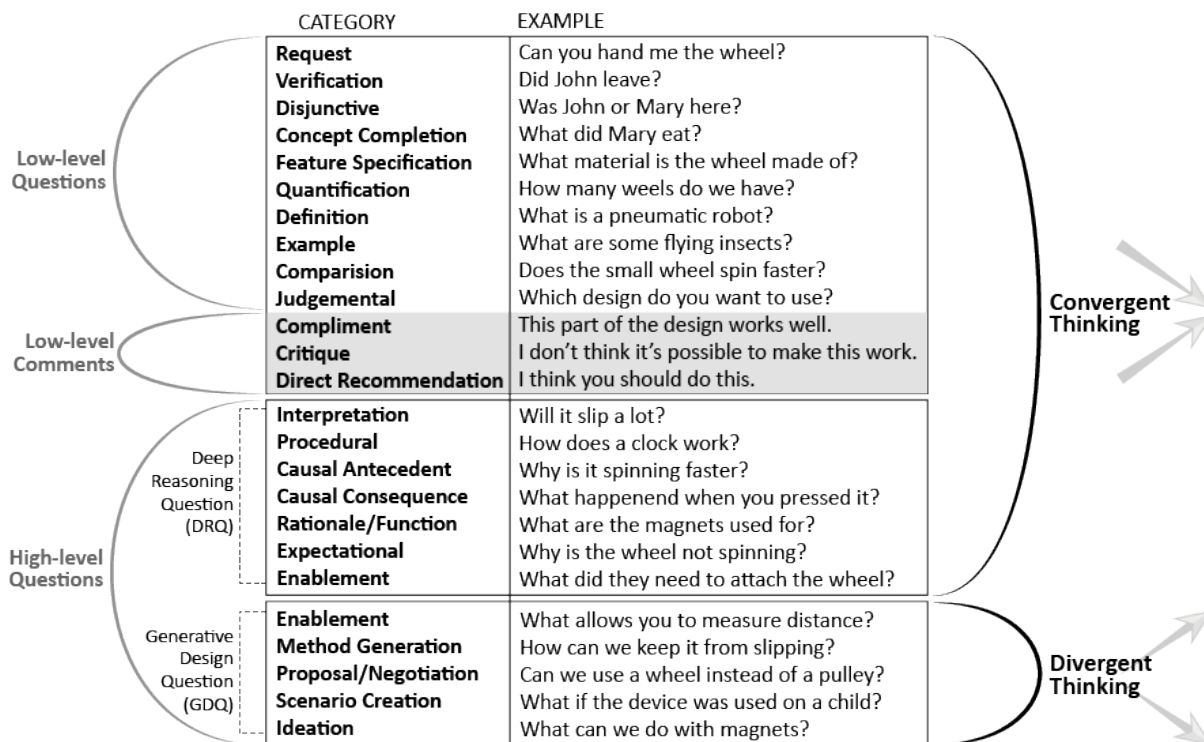 CATEGORY EXAMPLE
Request Can you hand me the wheel?
Verification Did John leave?
Disjunctive Was John or Mary here?
Concept Completion What did Mary eat?
Feature Specification What material is the wheel made of?
Quantification How many weels do we have?
Definition What is a pneumatic robot?
Example What are some flying insects?
Comparision Does the small wheel spin faster?
Judgemental Which design do you want to use?
Low-level
Questions
Compliment This part of the design works well.
Critique I don't think it's possible to make this work.
Direct Recommendation I think you should do this.
Low-level
Comments
Interpretation Will it slip a lot?
Procedural How does a clock work?
Causal Antecedent Why is it spinning faster?
Causal Consequence What happenend when you pressed it?
Rationale/Function What are the magnets used for?
Expectational Why is the wheel not spinning?
Enablement What did they need to attach the wheel?
Deep
Reasoning
Question
(DRQ)
High-level
Questions
Enablement What allows you to measure distance?
Method Generation How can we keep it from slipping?
Proposal/Negotiation Can we use a wheel instead of a pulley?
Scenario Creation What if the device was used on a child?
Ideation What can we do with magnets?
Generative
Design
Question
(GDQ)
Convergent
Thinking
Divergent
Thinking